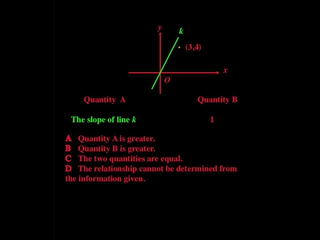 y
k
(3,4)
x
O
Quantity A Quantity B
The slope of line k 1
A Quantity A is greater.
B Quantity B is greater.
C The two quantities are equal.
D The relationship cannot be determined from
the information given.